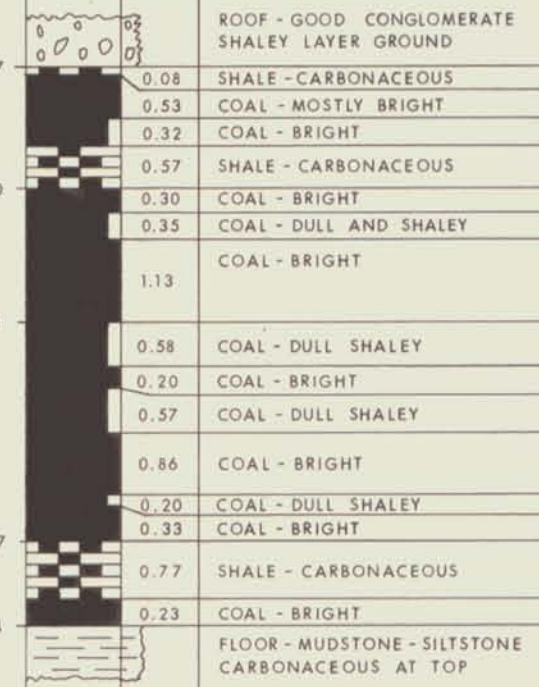 ROOF - GOOD CONGLOMERATE
SHALEY LAYER GROUND
0.08 SHALE - CARBONACEOUS
0.53 COAL - MOSTLY BRIGHT
0.32 COAL - BRIGHT
0.57 SHALE - CARBONACEOUS
0.30 COAL - BRIGHT
0.35 COAL - DULL AND SHALEY
1.13 COAL - BRIGHT
0.58 COAL - DULL SHALEY
0.20 COAL - BRIGHT
0.57 COAL - DULL SHALEY
0.86 COAL - BRIGHT
0.20 COAL - DULL SHALEY
0.33 COAL - BRIGHT
0.77 SHALE - CARBONACEOUS
0.23 COAL - BRIGHT
FLOOR - MUDSTONE - SILTSTONE
CARBONACEOUS AT TOP